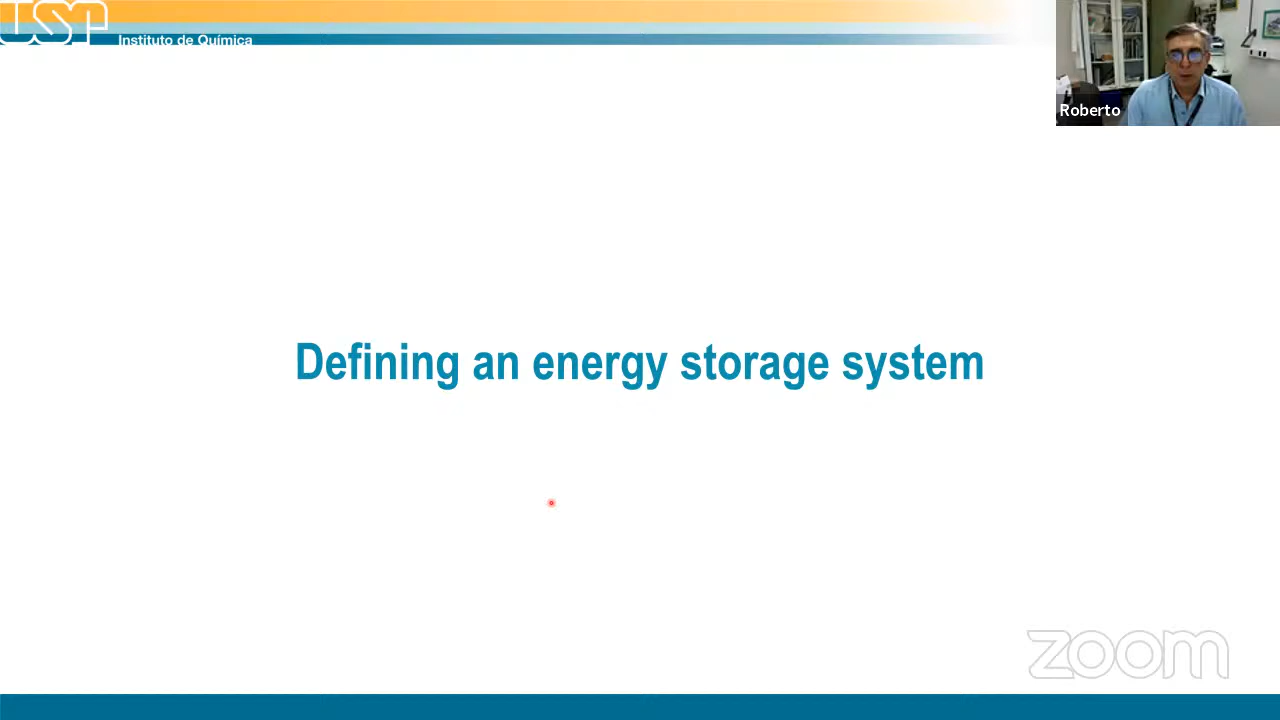 USP
Instituto de Química
Roberto
Defining an energy storage system
zoom